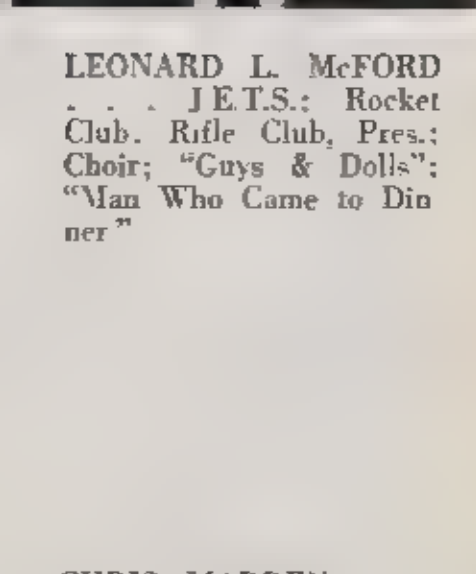 LEONARD L. McFORD
. . . J.E.T.S.; Rocket
Club. Rifle Club, Pres.;
Choir; “Guys & Dolls”;
“Man Who Came to Din
ner”